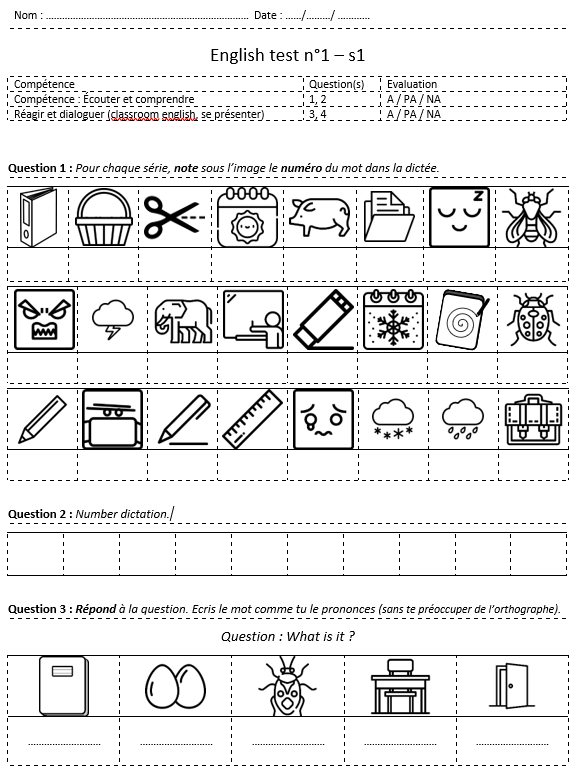 Nom : ........................................................................ Date : ....../........./ ............
English test n°1 – s1
Compétence Question(s) Evaluation
Compétence : Écouter et comprendre 1, 2 A / PA / NA
Réagir et dialoguer (classroom english, se présenter) 3, 4 A / PA / NA
Question 1 : Pour chaque série, note sous l’image le numéro du mot dans la dictée.
Z
Question 2 : Number dictation.
Question 3 : Répond à la question. Ecris le mot comme tu le prononces (sans te préoccuper de l’orthographe).
Question : What is it ?
.......................... .......................... .......................... .......................... ..........................